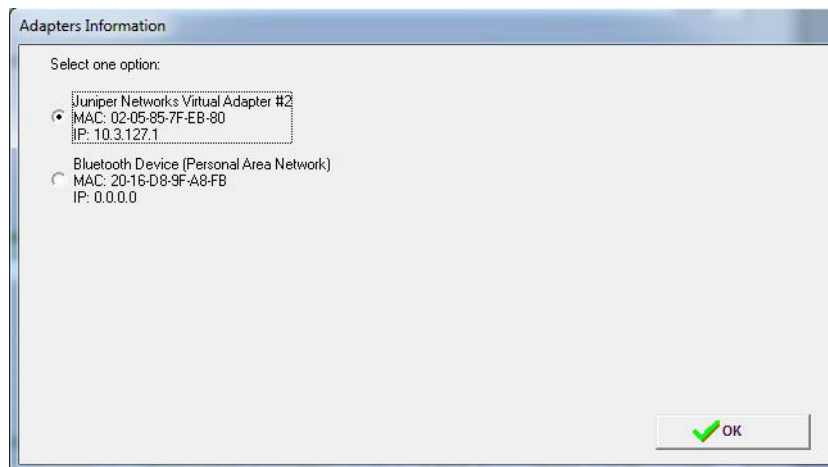 Adapters Information
Select one option:
Juniper Networks Virtual Adapter #2
MAC: 02-05-85-7F-EB-80
IP: 10.3.127.1
Bluetooth Device (Personal Area Network)
MAC: 20-16-D8-9F-A8-FB
IP: 0.0.0.0
OK